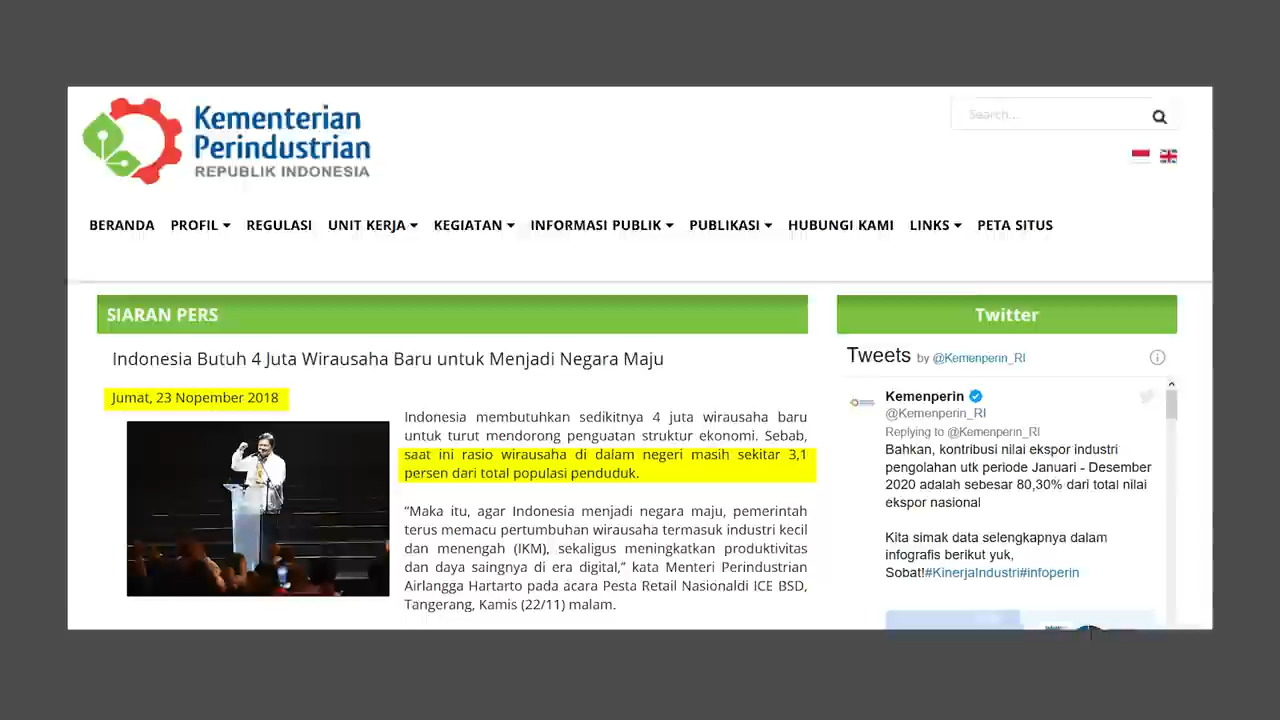 Kementerian
Perindustrian
REPUBLIK INDONESIA
Search...
BERANDA PROFIL REGULASI UNIT KERJA KEGIATAN INFORMASI PUBLIK PUBLIKASI HUBUNGI KAMI LINKS PETA SITUS
SIARAN PERS
Indonesia Butuh 4 Juta Wirausaha Baru untuk Menjadi Negara Maju
Jumat, 23 Nopember 2018
Indonesia membutuhkan sedikitnya 4 juta wirausaha baru
untuk turut mendorong penguatan struktur ekonomi. Sebab,
saat ini rasio wirausaha di dalam negeri masih sekitar 3,1
persen dari total populasi penduduk.
“Maka itu, agar Indonesia menjadi negara maju, pemerintah
terus memacu pertumbuhan wirausaha termasuk industri kecil
dan menengah (IKM), sekaligus meningkatkan produktivitas
dan daya saingnya di era digital,” kata Menteri Perindustrian
Airlangga Hartarto pada acara Pesta Retail Nasionaldi ICE BSD,
Tangerang, Kamis (22/11) malam.
Twitter
Tweets by @Kemenperin_RI
Kemenperin
@Kemenperin_RI
Replying to @Kemenperin_RI
Bahkan, kontribusi nilai ekspor industri
pengolahan utk periode Januari - Desember
2020 adalah sebesar 80,30% dari total nilai
ekspor nasional
Kita simak data selengkapnya dalam
infografis berikut yuk,
Sobat!#KinerjaIndustri#infoperin